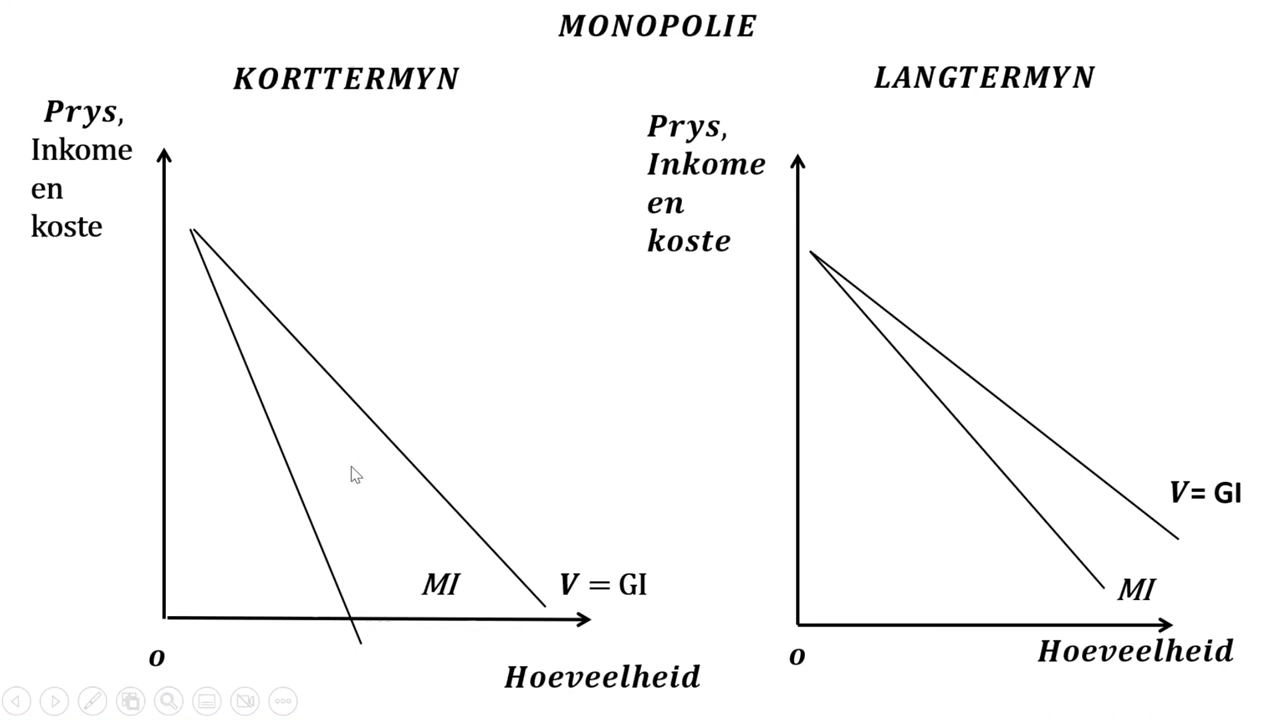 MONOPOLIE
KORTTERMYN
Prys,
Inkome
en
koste
MI
V = GI
o
Hoeveelheid
LANGTERMYN
Prys,
Inkome
en
koste
V= GI
MI
o
Hoeveelheid